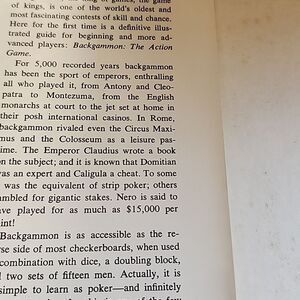 of kings, is one of the world's oldest and
most fascinating contests of skill and chance.
Here for the first time is a definitive illus-
trated guide for beginning and more ad-
vanced players: Backgammon: The Action
Game.
For 5,000 recorded years backgammon
has been the sport of emperors, enthralling
all who played it, from Antony and Cleo-
patra to Montezuma, from the English
monarchs at court to the jet set at home in
their posh international casinos. In Rome,
backgammon rivaled even the Circus Maxi-
mus and the Colosseum as a leisure pas-
ime. The Emperor Claudius wrote a book
on the subject; and it is known that Domitian
was an expert and Caligula a cheat. To some
was the equivalent of strip poker; others
mbled for gigantic stakes. Nero is said to
ve played for as much as $15,000 per
int!
Backgammon is as accessible as the re-
rse side of most checkerboards, when used
combination with dice, a doubling block,
two sets of fifteen men. Actually, it is
simple to learn as poker—and infinitely
of the few